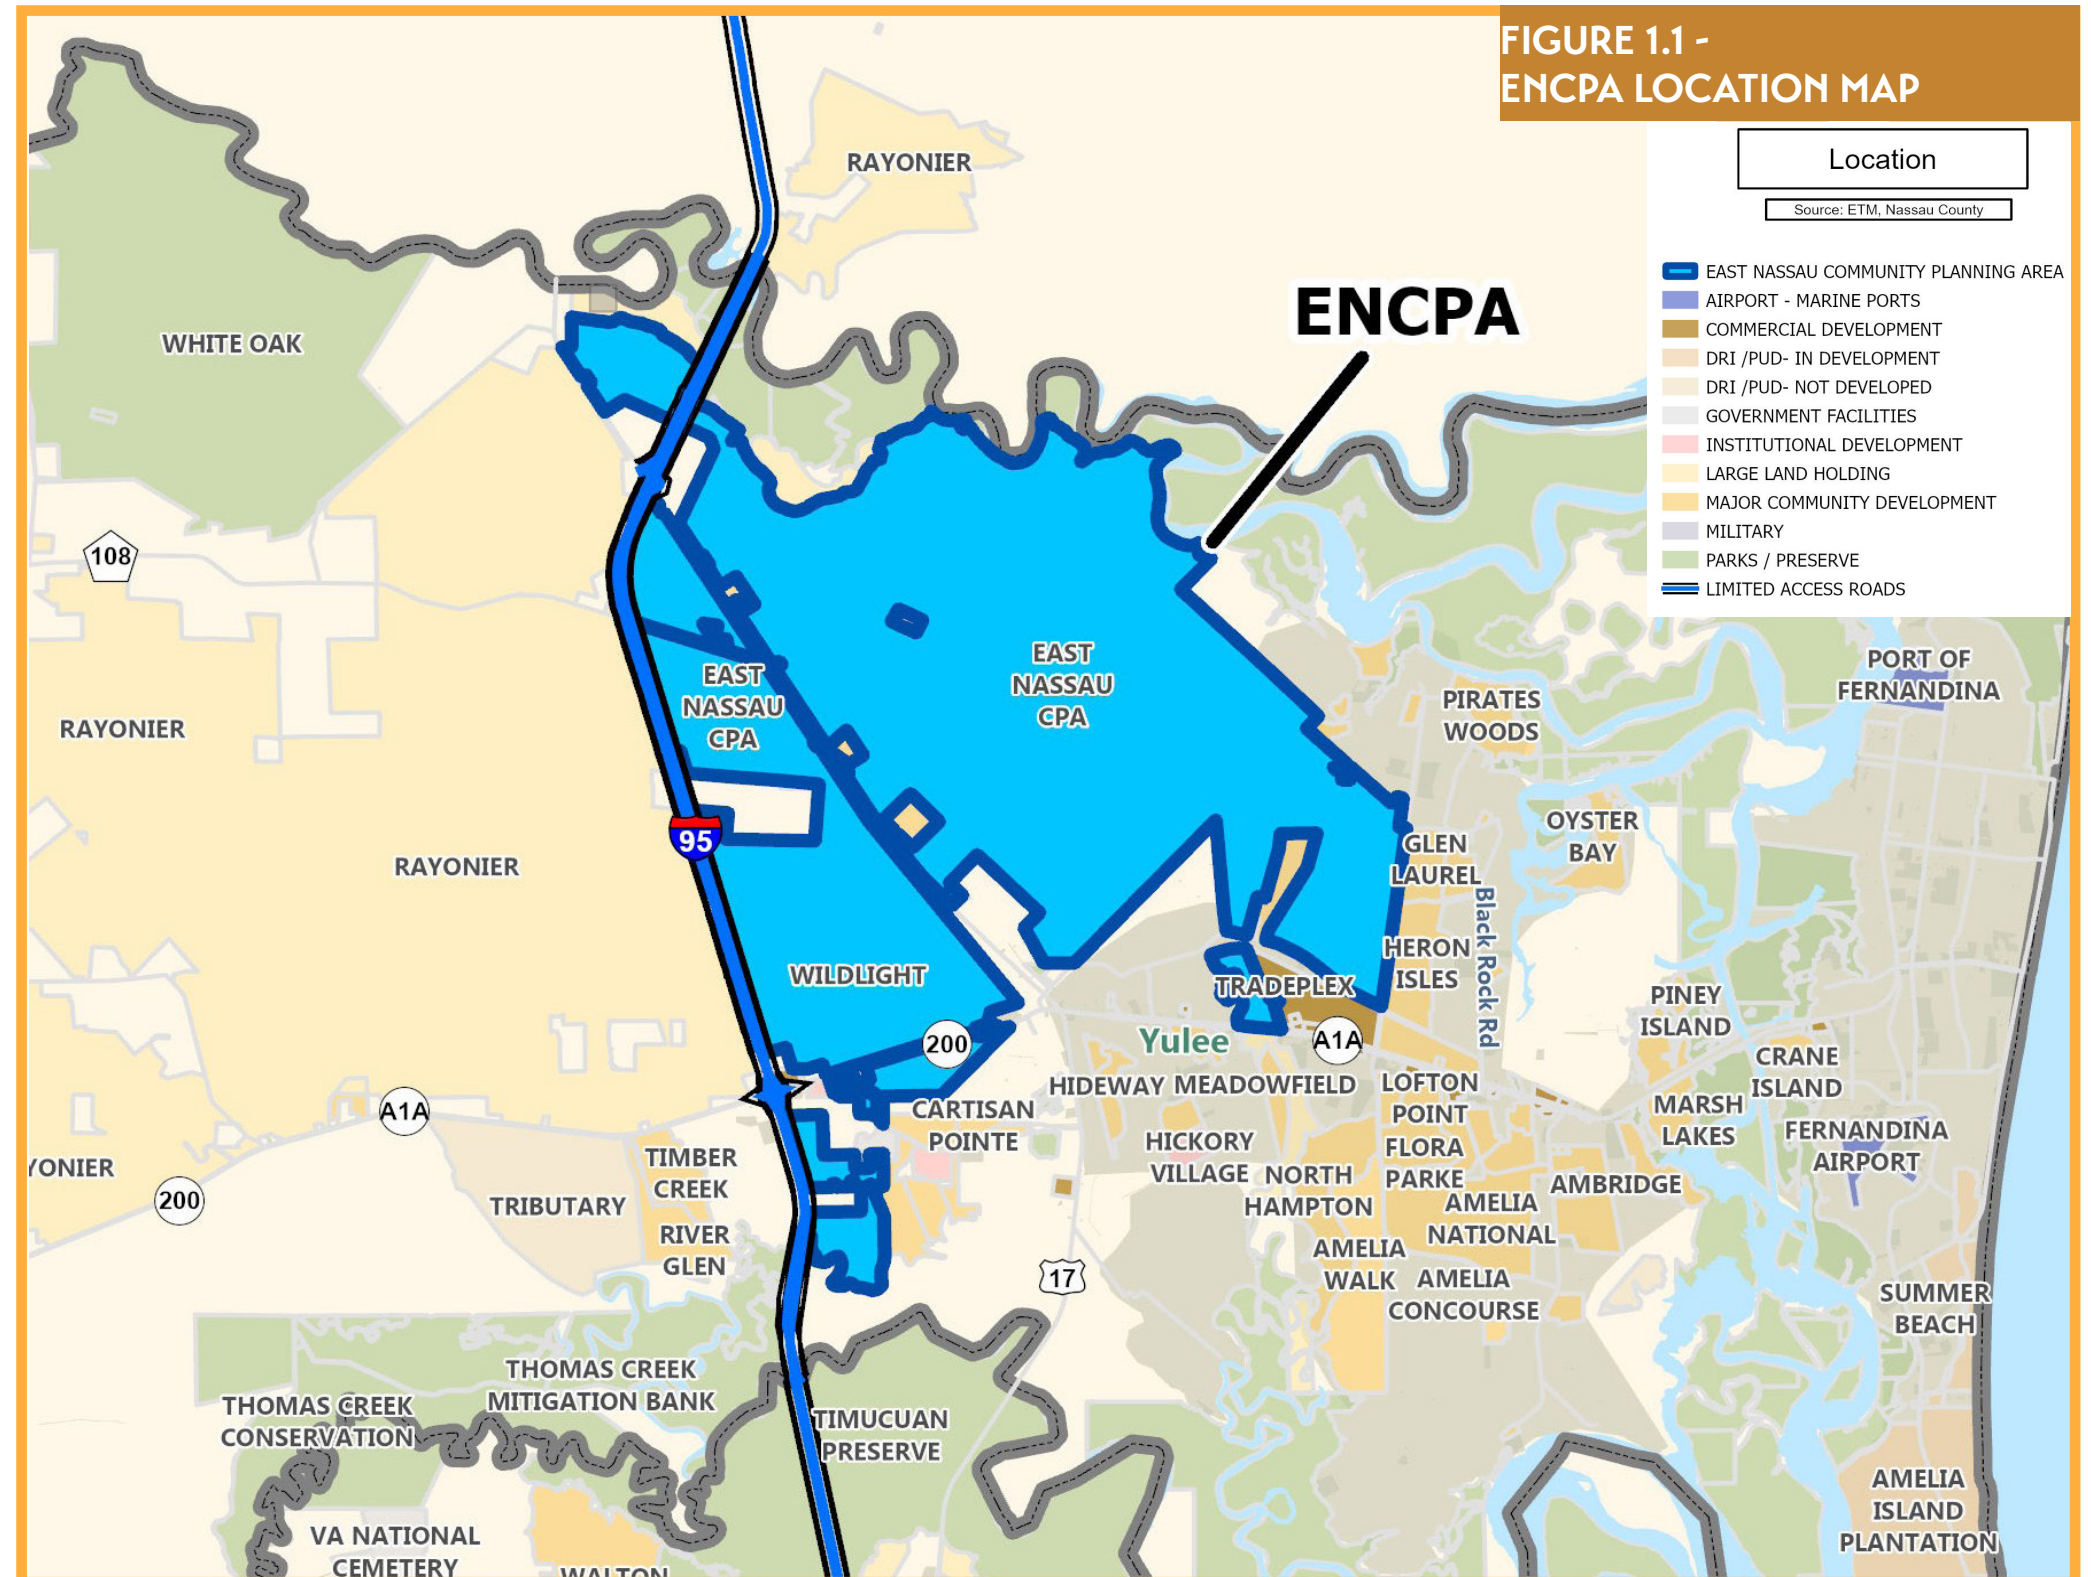 FIGURE 1.1 -
ENCPA LOCATION MAP
Location
Source: ETM, Nassau County
EAST NASSAU COMMUNITY PLANNING AREA
AIRPORT - MARINE PORTS
COMMERCIAL DEVELOPMENT
DRI /PUD- IN DEVELOPMENT
DRI /PUD- NOT DEVELOPED
GOVERNMENT FACILITIES
INSTITUTIONAL DEVELOPMENT
LARGE LAND HOLDING
MAJOR COMMUNITY DEVELOPMENT
MILITARY
PARKS / PRESERVE
LIMITED ACCESS ROADS
RAYONIER
ENCPA
WHITE OAK
108
EAST
NASSAU
CPA
EAST
NASSAU
CPA
PORT OF
FERNANDINA
PIRATES
WOODS
RAYONIER
RAYONIER
95
OYSTER
BAY
GLEN
LAUREL
Black Rock Rd
HERON
ISLES
WILDLIGHT
TRADEPLEX
PINEY
ISLAND
200
Yulee
A1A
CRANE
ISLAND
HIDEWAY
MEADOWFIELD
LOFTON
POINT
A1A
CARTISAN
POINTE
MARSH
LAKES
FERNANDINA
AIRPORT
HICKORY
VILLAGE
FLORA
PARKE
YONIER
TIMBER
CREEK
NORTH
HAMPTON
AMBRIDGE
200
TRIBUTARY
AMELIA
NATIONAL
RIVER
GLEN
AMELIA
WALK
17
AMELIA
CONCOURSE
SUMMER
BEACH
THOMAS CREEK
MITIGATION BANK
THOMAS CREEK
CONSERVATION
TIMUCUAN
PRESERVE
AMELIA
ISLAND
PLANTATION
VA NATIONAL
CEMETERY
WALTON